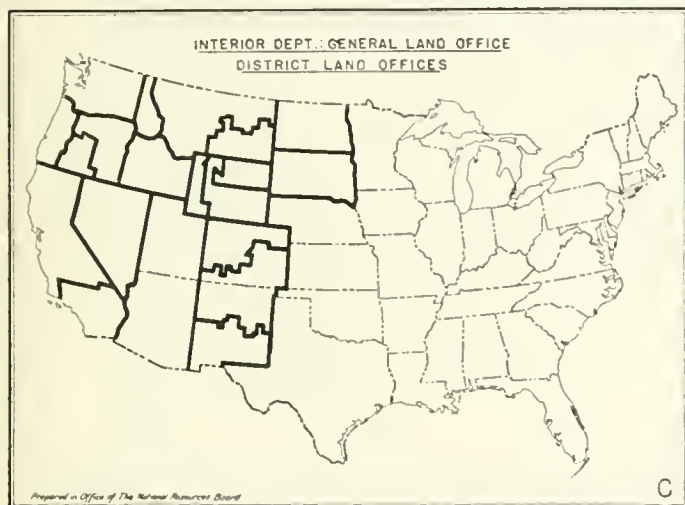 INTERIOR DEPT.: GENERAL LAND OFFICE
DISTRICT LAND OFFICES
Prepared in Office of The National Resources Board
C